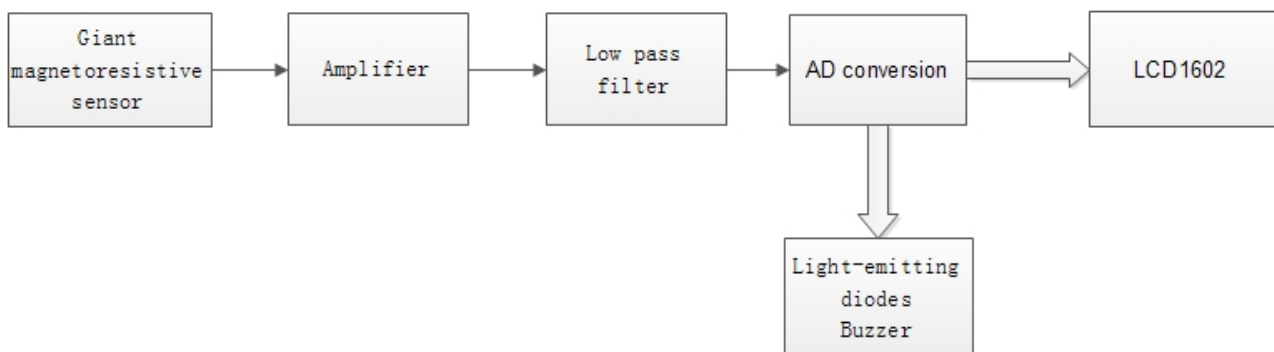 Giant
magnetoresistive
sensor
Amplifier
Low pass
filter
AD conversion
LCD1602
Light-emitting
diodes
Buzzer